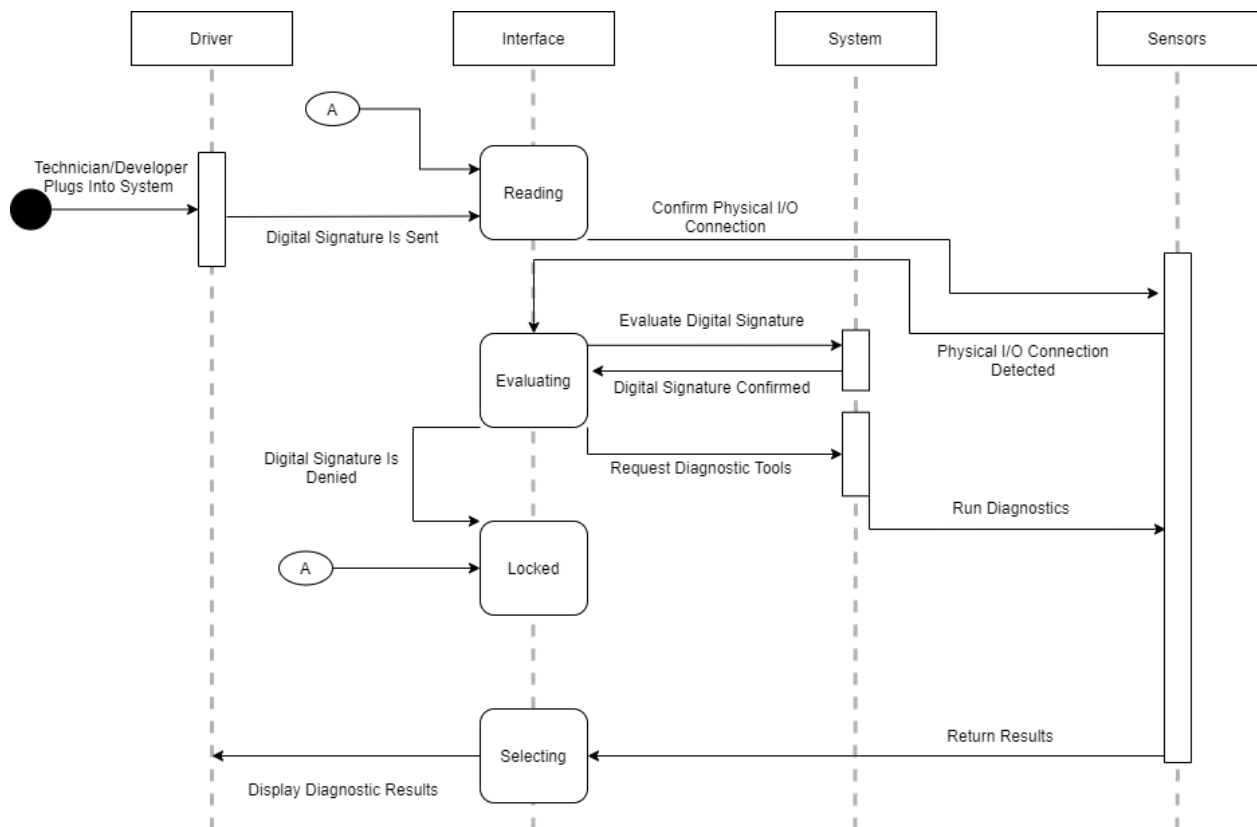 Driver
Interface
System
Sensors
A
Technician/Developer
Plugs Into System
Reading
Confirm Physical I/O
Connection
Digital Signature Is Sent
Evaluate Digital Signature
Physical I/O Connection
Detected
Evaluating
Digital Signature Confirmed
Digital Signature Is
Denied
Request Diagnostic Tools
Run Diagnostics
A
Locked
Return Results
Selecting
Display Diagnostic Results